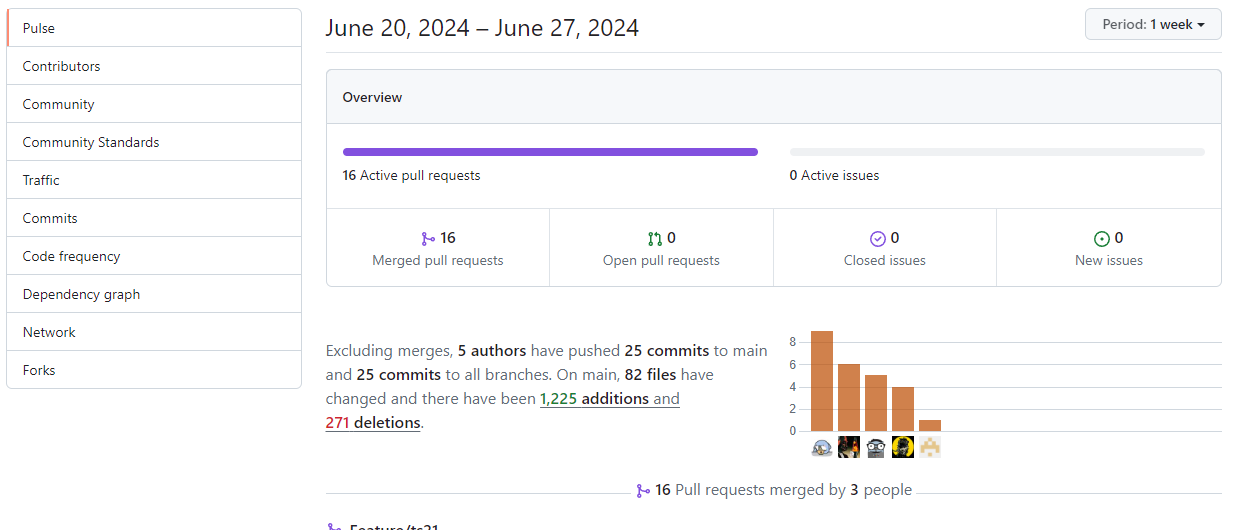 Pulse
Contributors
Community
Community Standards
Traffic
Commits
Code frequency
Dependency graph
Network
Forks
June 20, 2024 – June 27, 2024
Period: 1 week
Overview
16 Active pull requests
0 Active issues
16
Merged pull requests
0
Open pull requests
0
Closed issues
0
New issues
Excluding merges, 5 authors have pushed 25 commits to main
and 25 commits to all branches. On main, 82 files have
changed and there have been 1,225 additions and
271 deletions.
8
6
4
2
0
16 Pull requests merged by 3 people
Feature/ts21